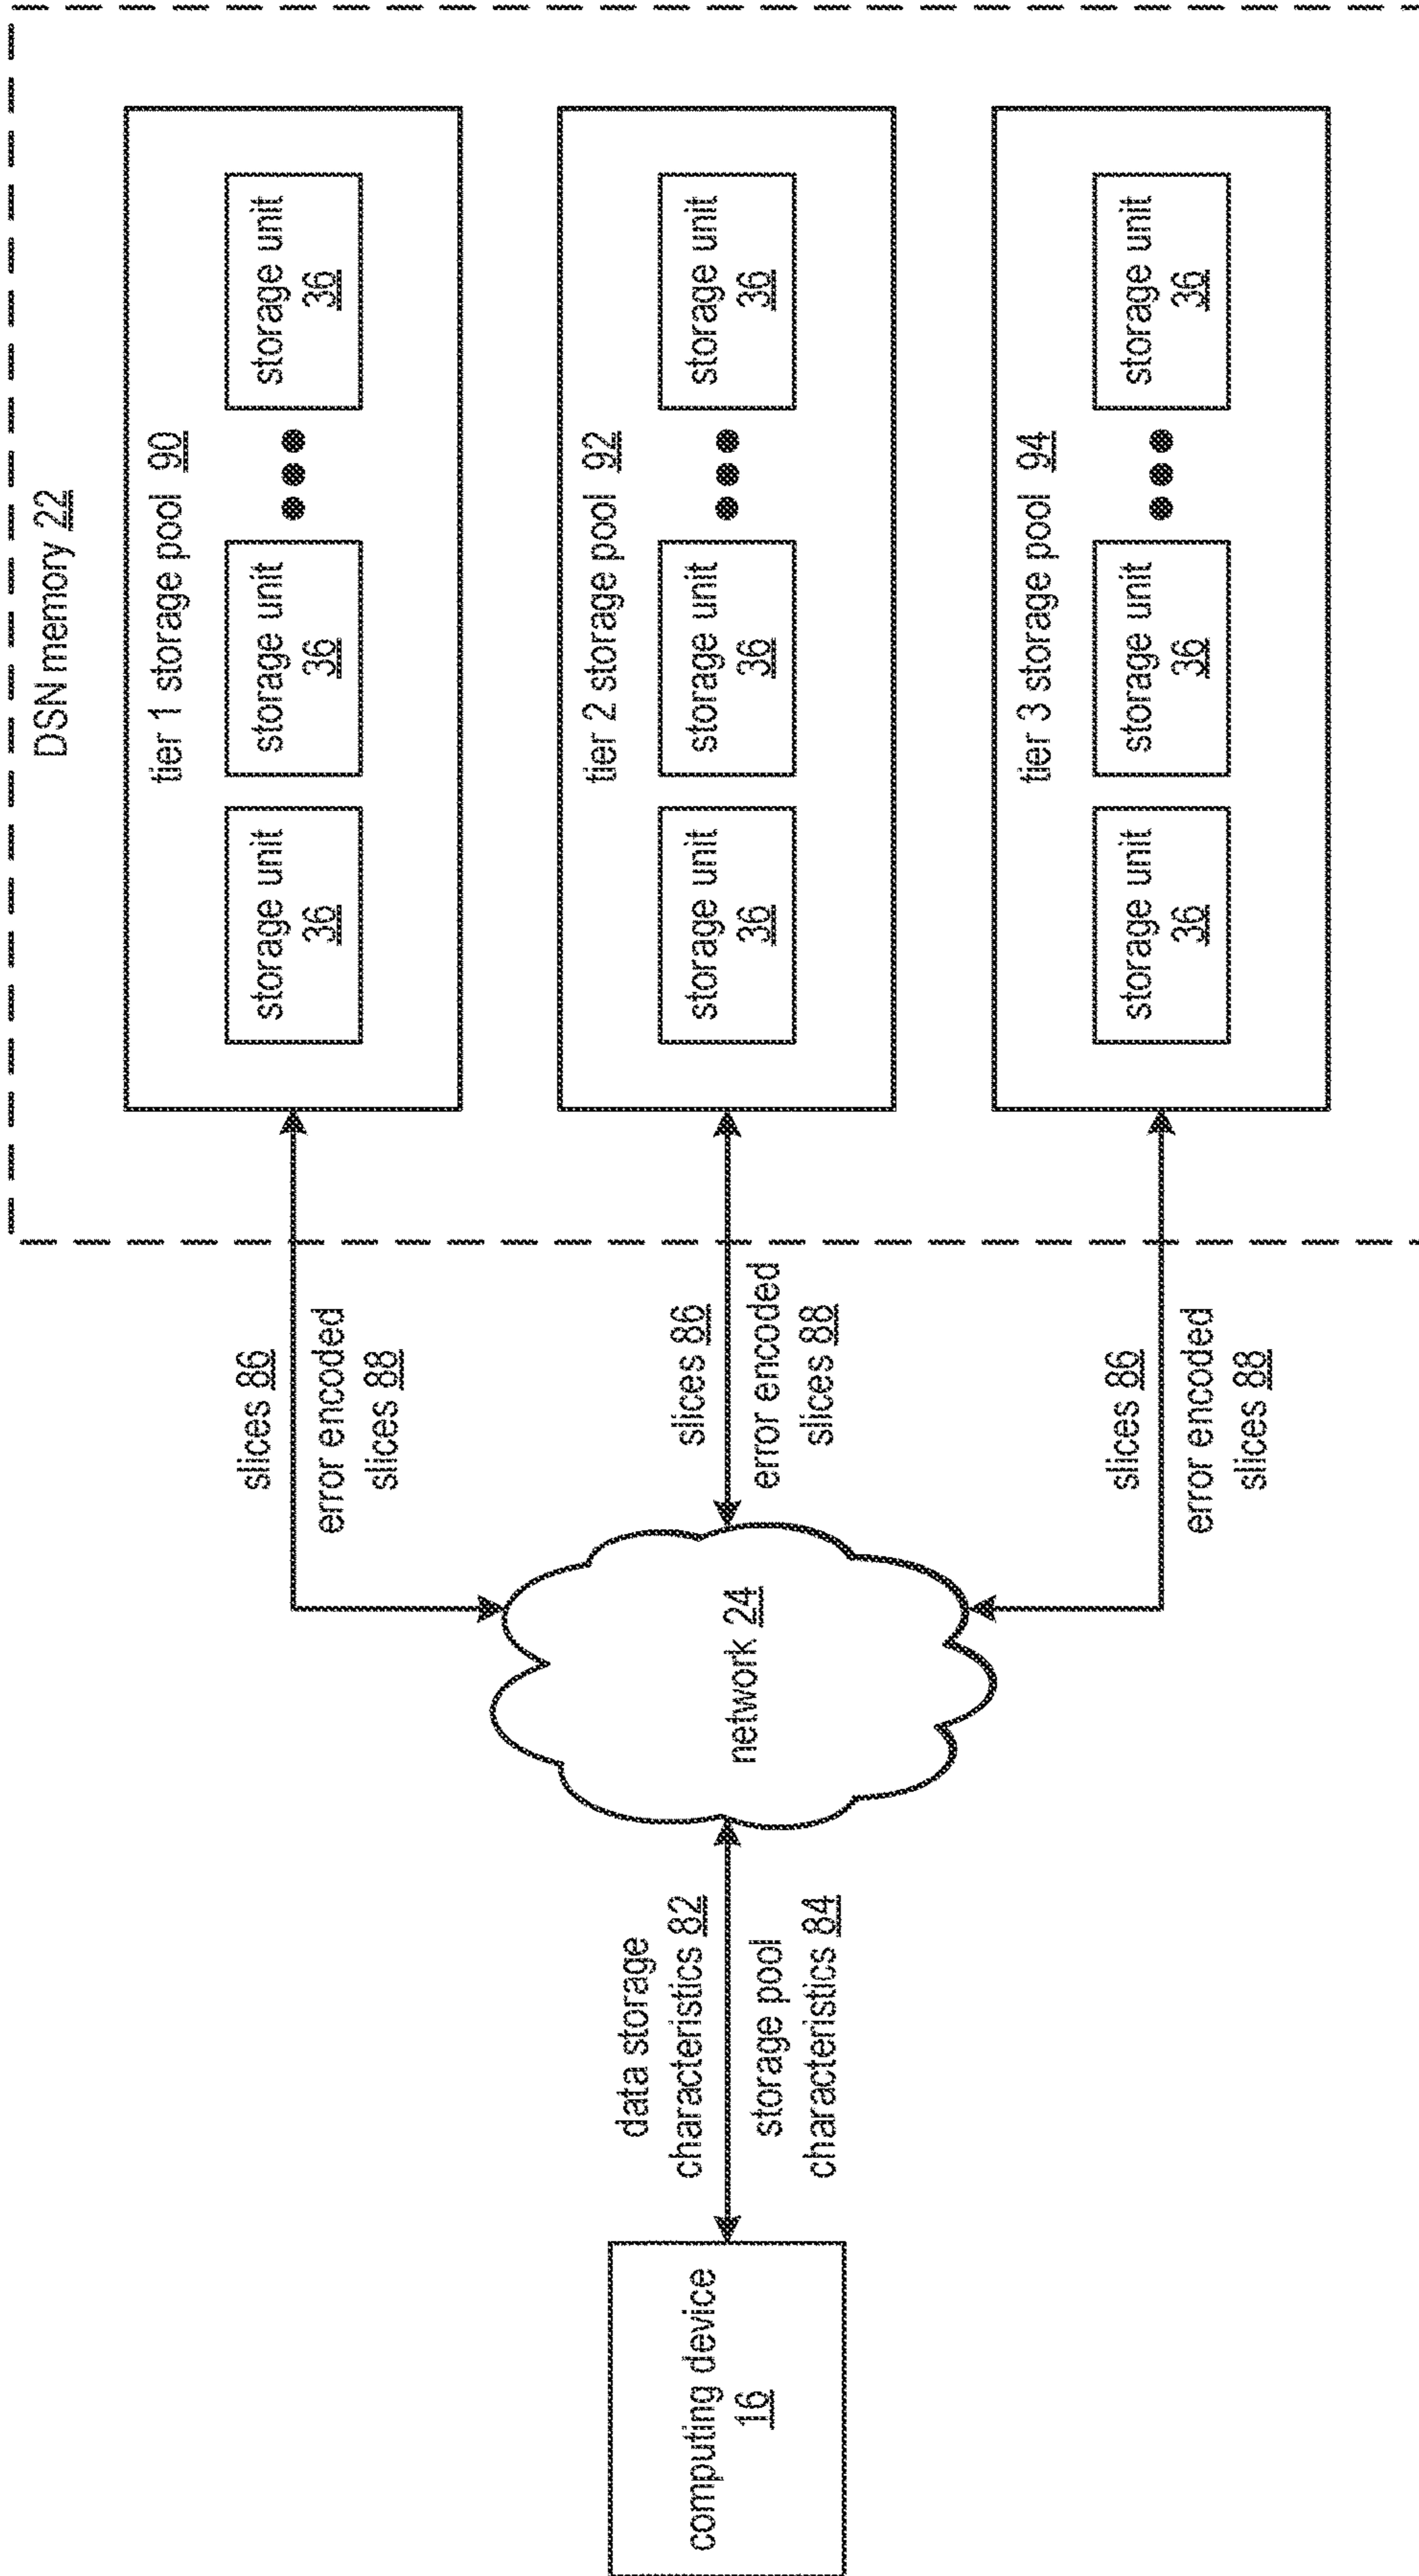 DSN memory 22
tier 1 storage pool 90
storage unit
36
storage unit
36
storage unit
36
slices 86
error encoded
slices 88
tier 2 storage pool 92
storage unit
36
storage unit
36
storage unit
36
computing device
16
data storage
characteristics 82
storage pool
characteristics 84
network 24
slices 86
error encoded
slices 88
tier 3 storage pool 94
storage unit
36
storage unit
36
storage unit
36
slices 86
error encoded
slices 88